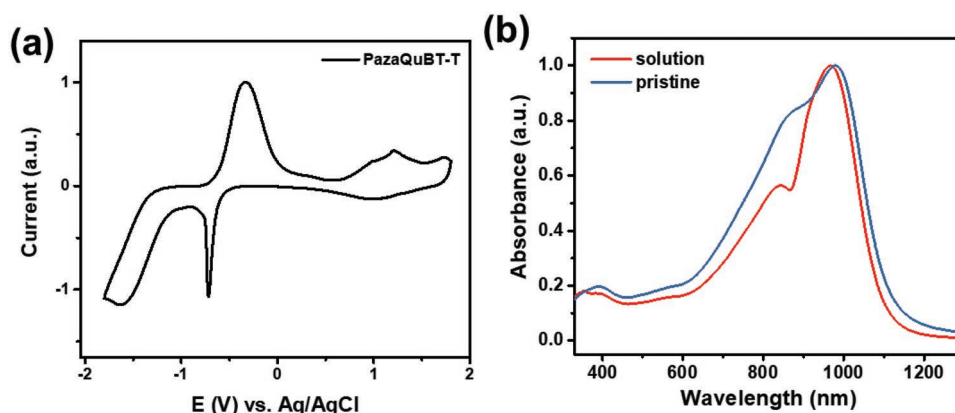 (a)
PazaQuBT-T
Current (a.u.)
1
0
-1
-2
-1
0
1
2
E (V) vs. Ag/AgCl
(b)
solution
pristine
Absorbance (a.u.)
1.0
0.8
0.6
0.4
0.2
0.0
400
600
800
1000
1200
Wavelength (nm)